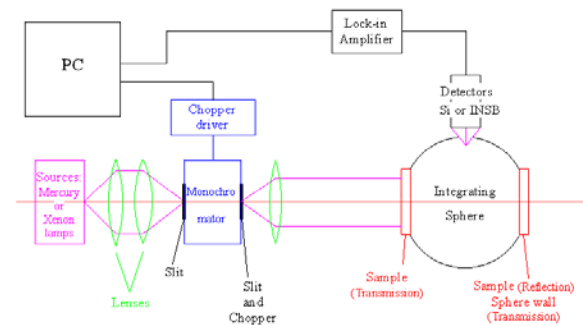 Lock-in
Amplifier
PC
Detectors
Si or INSB
Chopper
driver
Sources:
Mercury
or
Xenon
lamps
Monochro
mator
Integrating
Sphere
Slit
Lenses
Slit
and
Chopper
Sample
(Transmission)
Sample (Reflection)
Sphere wall
(Transmission)